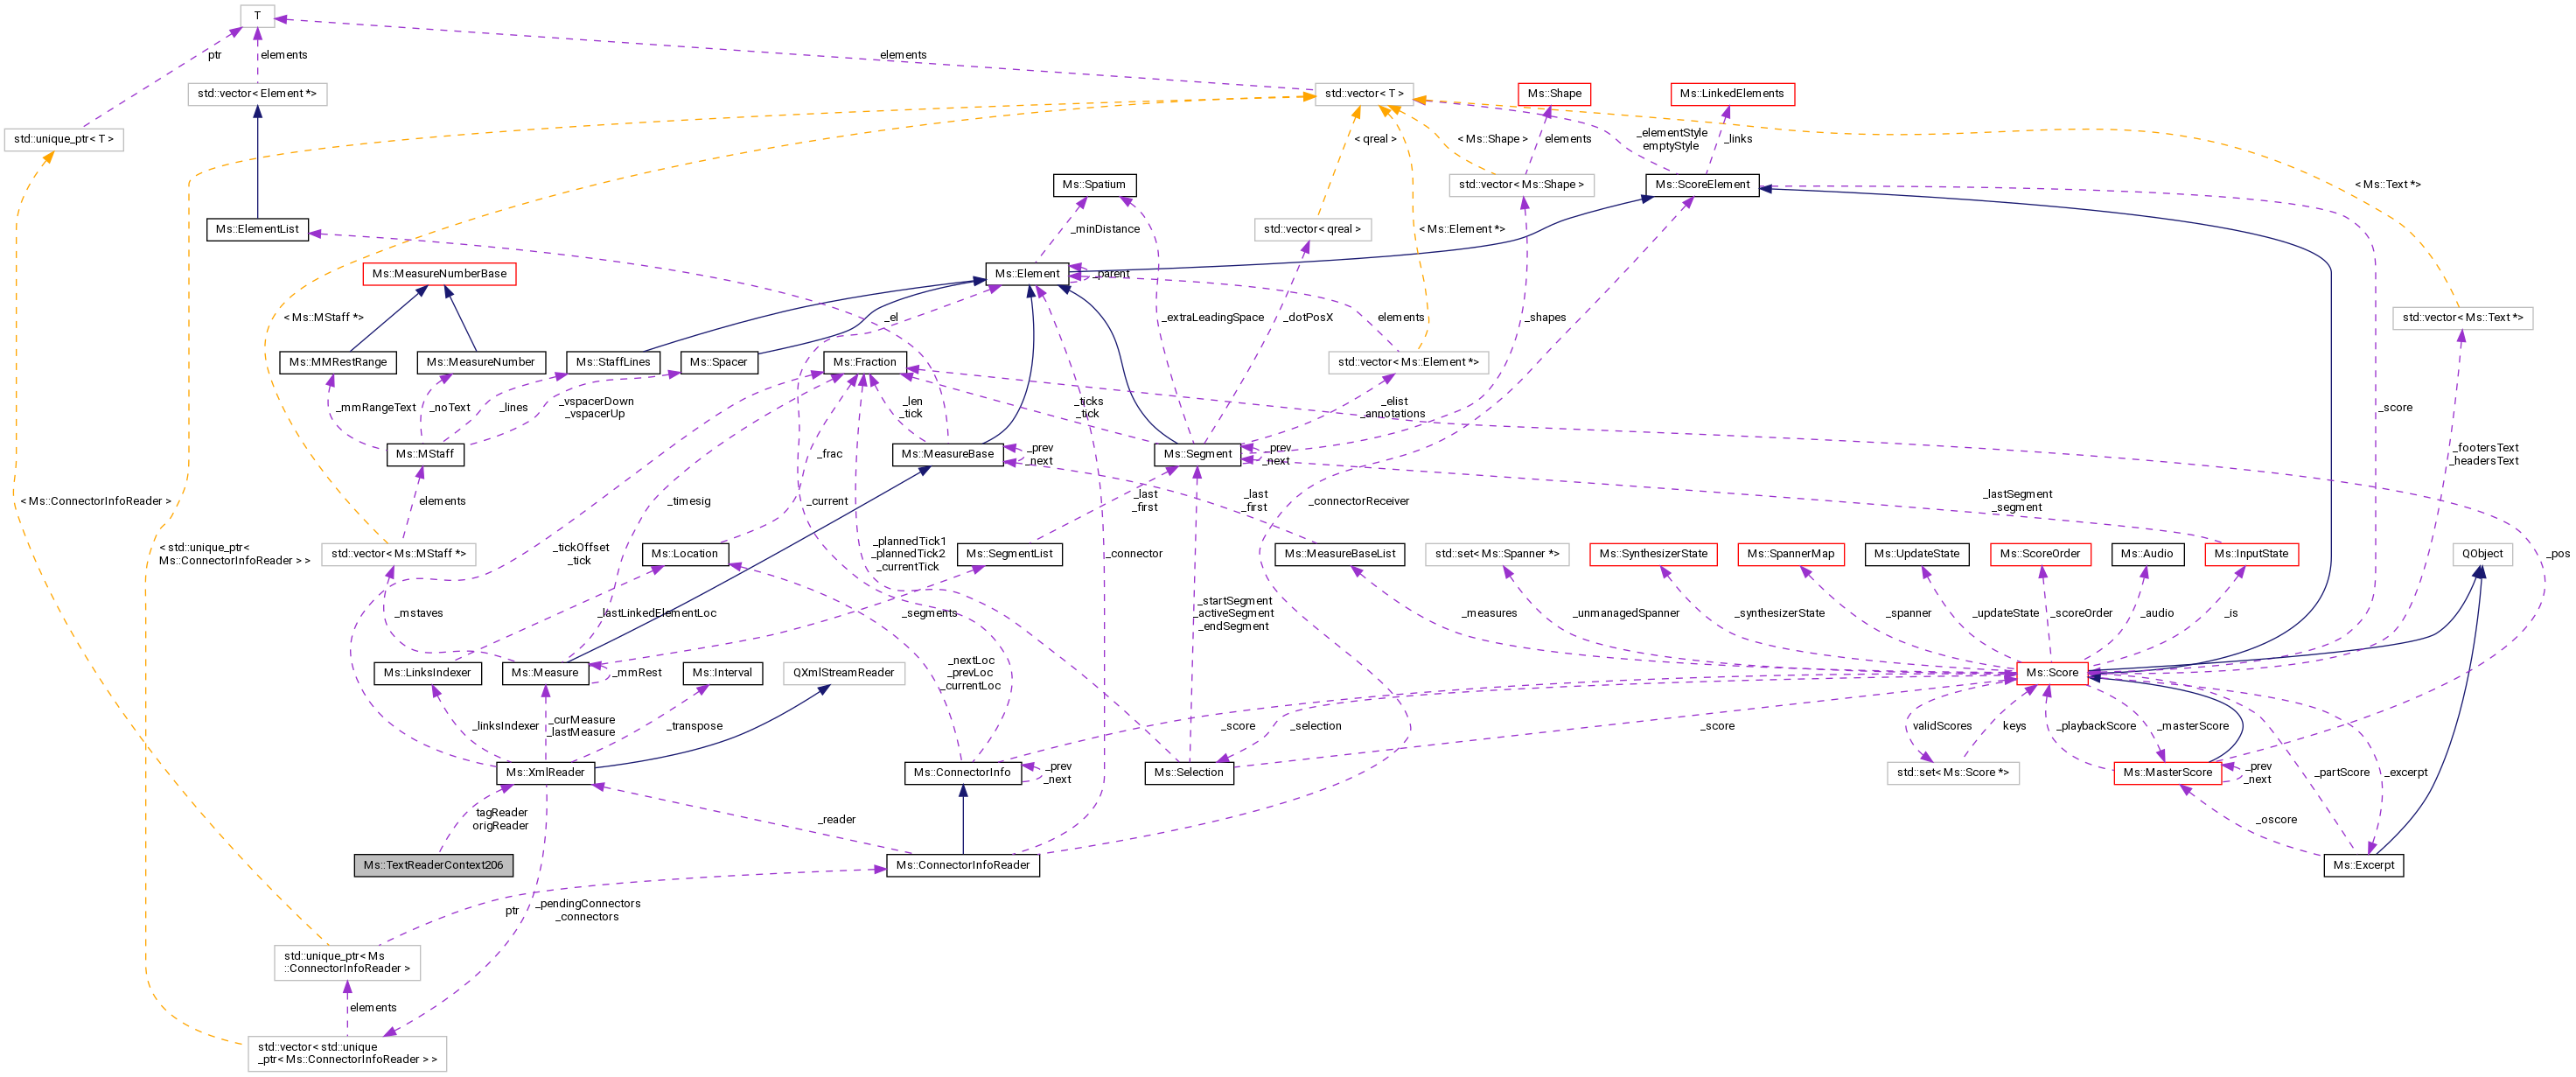 T
ptr
elements
elements
std::vector< Element *>
std::vector< T >
Ms::Shape
Ms::LinkedElements
std::unique_ptr< T >
< qreal >
< Ms::Shape >
elements
_elementStyle
emptyStyle
_links
Ms::Spatium
std::vector< Ms::Shape >
Ms::ScoreElement
< Ms::Text *>
Ms::ElementList
_minDistance
std::vector< qreal >
< Ms::Element *>
Ms::MeasureNumberBase
Ms::Element
_parent
< Ms::MStaff *>
_el
_extraLeadingSpace
_dotPosX
elements
_shapes
std::vector< Ms::Text *>
Ms::MMRestRange
Ms::MeasureNumber
Ms::StaffLines
Ms::Spacer
Ms::Fraction
std::vector< Ms::Element *>
_mmRangeText
_noText
_lines
_vspacerDown
_vspacerUp
_len
_tick
_ticks
_tick
_elist
_annotations
_score
Ms::MStaff
_frac
Ms::MeasureBase
_prev
_next
Ms::Segment
_prev
_next
_footersText
_headersText
< Ms::ConnectorInfoReader >
elements
_timesig
_current
_last
_first
_last
_first
_connectorReceiver
_lastSegment
_segment
< std::unique_ptr<
Ms::ConnectorInfoReader > >
std::vector< Ms::MStaff *>
_tickOffset
_tick
Ms::Location
_plannedTick1
_plannedTick2
_currentTick
Ms::SegmentList
_connector
Ms::MeasureBaseList
std::set< Ms::Spanner *>
Ms::SynthesizerState
Ms::SpannerMap
Ms::UpdateState
Ms::ScoreOrder
Ms::Audio
Ms::InputState
QObject
_pos
_mstaves
_lastLinkedElementLoc
_segments
_startSegment
_activeSegment
_endSegment
_measures
_unmanagedSpanner
_synthesizerState
_spanner
_updateState
_scoreOrder
_audio
_is
Ms::LinksIndexer
Ms::Measure
_mmRest
Ms::Interval
QXmlStreamReader
_nextLoc
_prevLoc
_currentLoc
Ms::Score
_linksIndexer
_curMeasure
_lastMeasure
_transpose
_score
_selection
_score
validScores
keys
_playbackScore
_masterScore
Ms::XmlReader
Ms::ConnectorInfo
_prev
_next
Ms::Selection
std::set< Ms::Score *>
Ms::MasterScore
_prev
_next
_partScore
_excerpt
tagReader
origReader
_reader
_oscore
Ms::TextReaderContext206
Ms::ConnectorInfoReader
Ms::Excerpt
ptr
_pendingConnectors
_connectors
std::unique_ptr< Ms
::ConnectorInfoReader >
elements
std::vector< std::unique
_ptr< Ms::ConnectorInfoReader > >